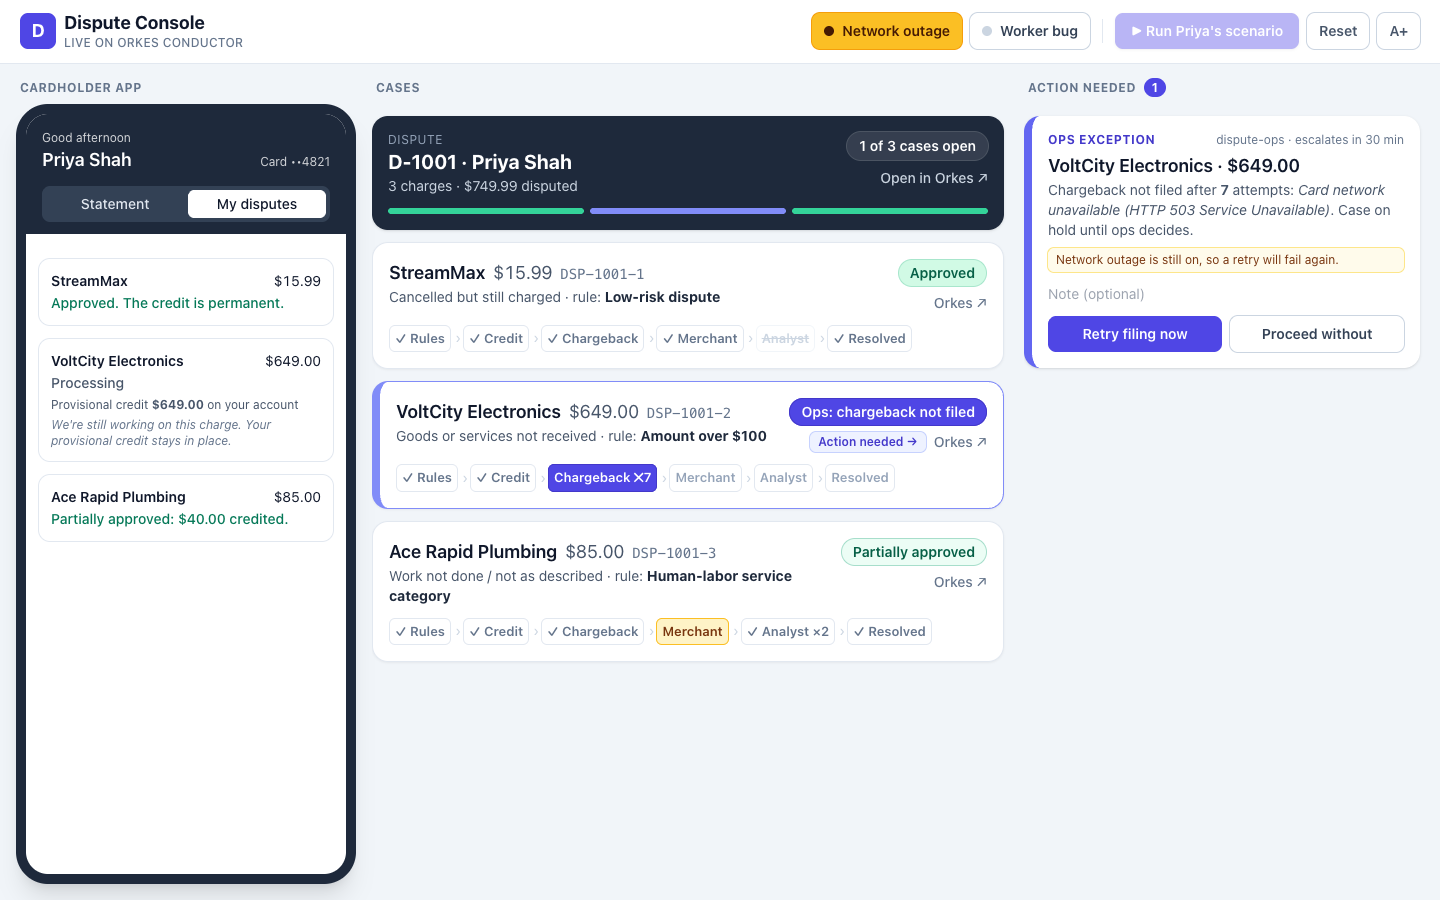 D
Dispute Console
LIVE ON ORKES CONDUCTOR
Network outage
Worker bug
▶ Run Priya's scenario
Reset
A+
CARDHOLDER APP
Good afternoon
Priya Shah
Card ••4821
Statement
My disputes
StreamMax $15.99
Approved. The credit is permanent.
VoltCity Electronics $649.00
Processing
Provisional credit $649.00 on your account
We're still working on this charge. Your
provisional credit stays in place.
Ace Rapid Plumbing $85.00
Partially approved: $40.00 credited.
CASES
DISPUTE
D-1001 · Priya Shah
3 charges · $749.99 disputed
1 of 3 cases open
Open in Orkes ↗
StreamMax $15.99 DSP-1001-1
Approved
Cancelled but still charged · rule: Low-risk dispute
Orkes ↗
✓ Rules › ✓ Credit › ✓ Chargeback › ✓ Merchant › Analyst › ✓ Resolved
VoltCity Electronics $649.00 DSP-1001-2
Ops: chargeback not filed
Goods or services not received · rule: Amount over $100
Action needed → Orkes ↗
✓ Rules › ✓ Credit › Chargeback ✕7 › Merchant › Analyst › Resolved
Ace Rapid Plumbing $85.00 DSP-1001-3
Partially approved
Work not done / not as described · rule: Human-labor service
category
Orkes ↗
✓ Rules › ✓ Credit › ✓ Chargeback › Merchant › ✓ Analyst ×2 › ✓ Resolved
ACTION NEEDED 1
OPS EXCEPTION dispute-ops · escalates in 30 min
VoltCity Electronics · $649.00
Chargeback not filed after 7 attempts: Card network
unavailable (HTTP 503 Service Unavailable). Case on
hold until ops decides.
Network outage is still on, so a retry will fail again.
Note (optional)
Retry filing now
Proceed without